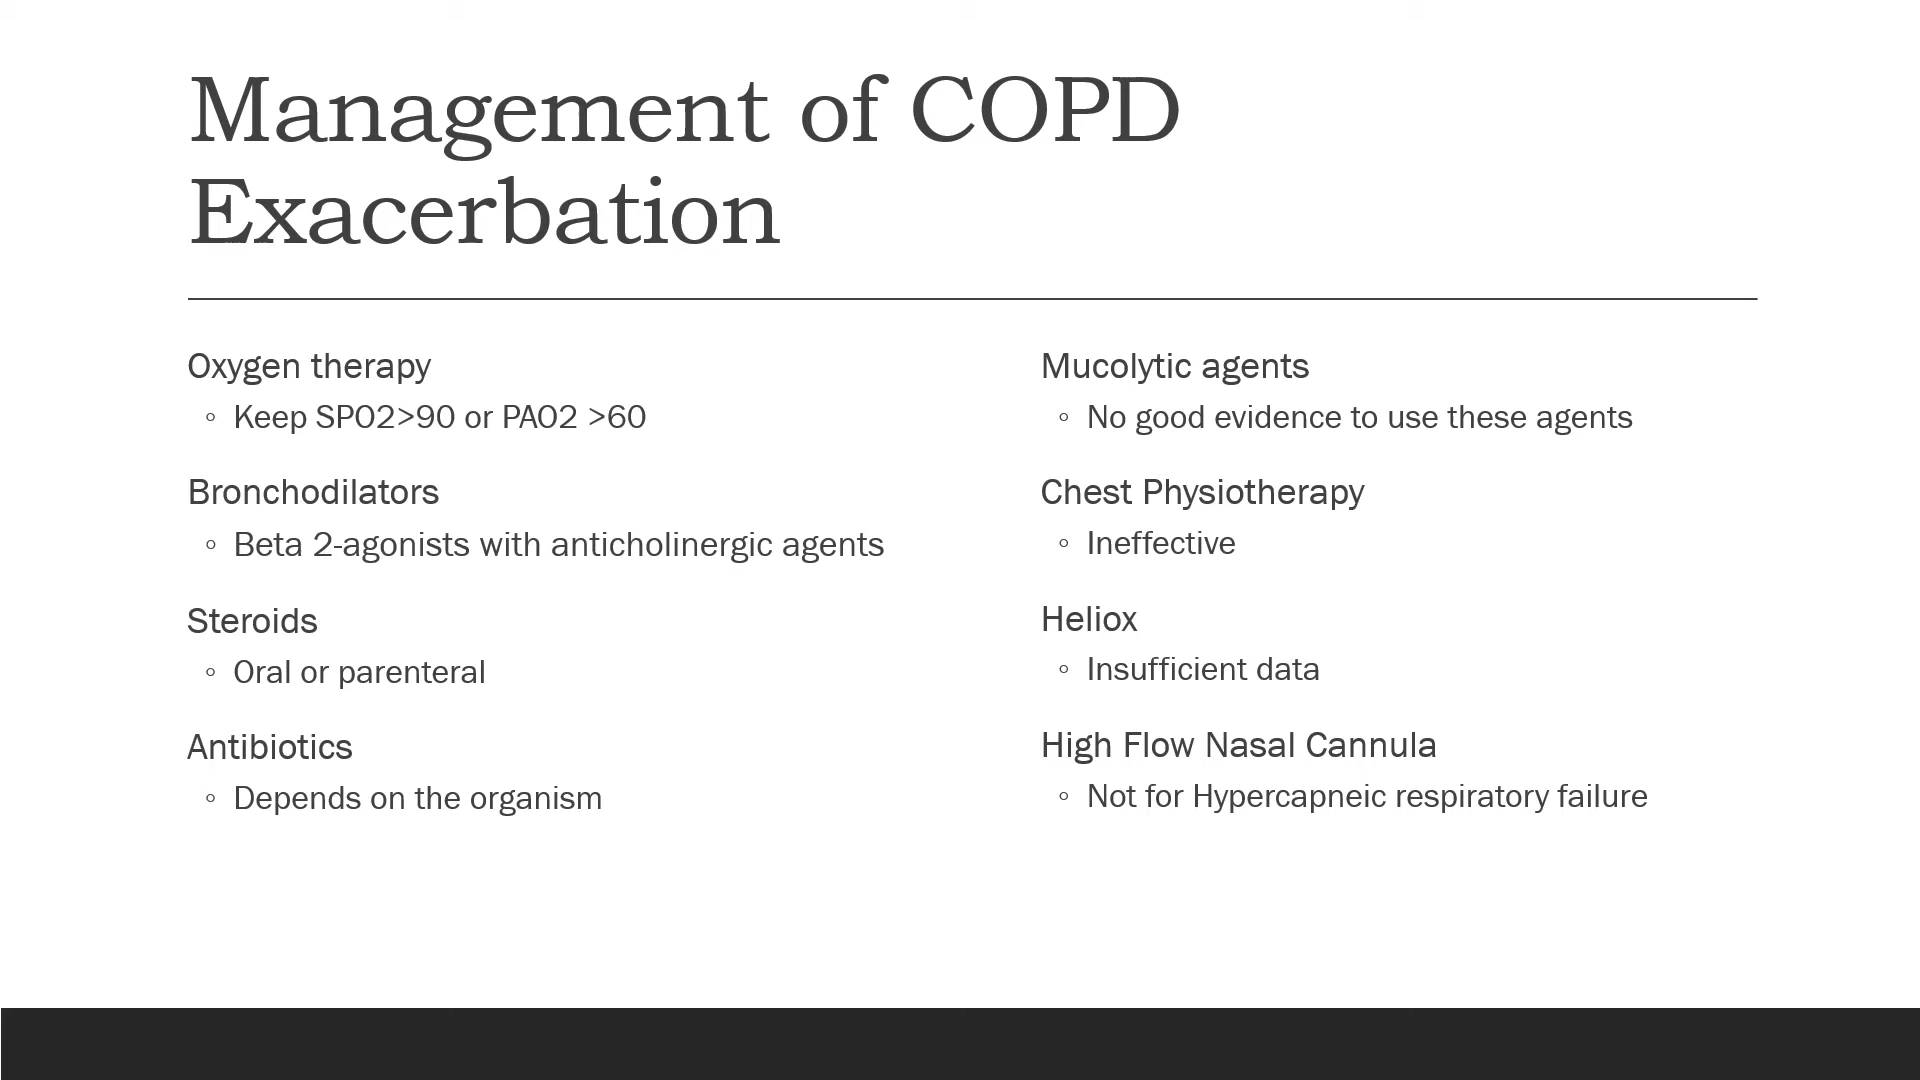 Management of COPD
Exacerbation
Oxygen therapy
◦ Keep SPO2>90 or PAO2 >60
Bronchodilators
◦ Beta 2-agonists with anticholinergic agents
Steroids
◦ Oral or parenteral
Antibiotics
◦ Depends on the organism
Mucolytic agents
◦ No good evidence to use these agents
Chest Physiotherapy
◦ Ineffective
Heliox
◦ Insufficient data
High Flow Nasal Cannula
◦ Not for Hypercapneic respiratory failure